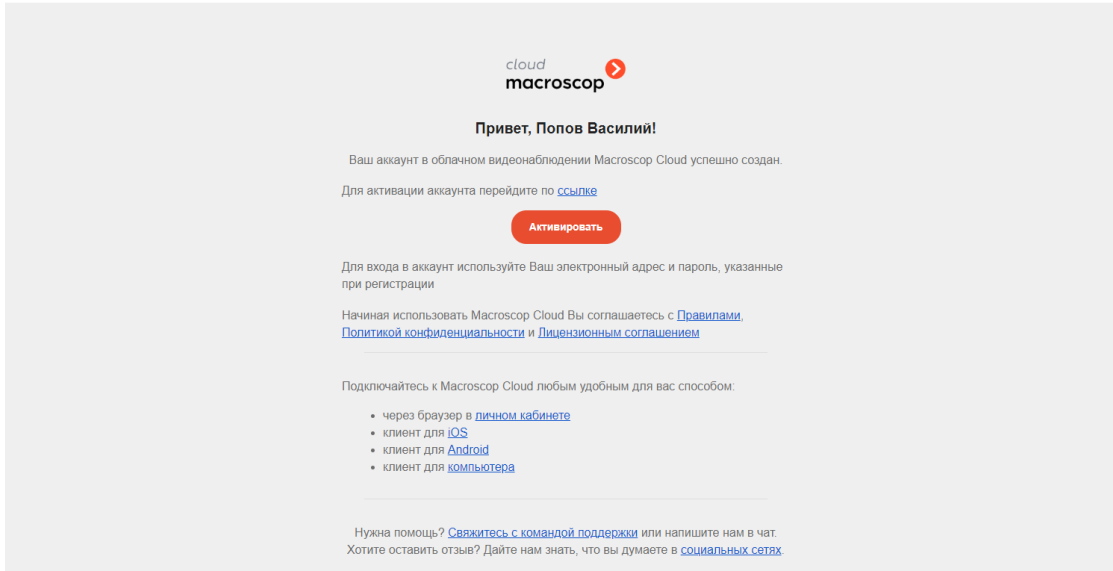 cloud
macroscop
Привет, Попов Василий!
Ваш аккаунт в облачном видеонаблюдении Macroscop Cloud успешно создан.
Для активации аккаунта перейдите по ссылке
Активировать
Для входа в аккаунт используйте Ваш электронный адрес и пароль, указанные
при регистрации
Начиная использовать Macroscop Cloud Вы соглашаетесь с Правилами,
Политикой конфиденциальности и Лицензионным соглашением
Подключайтесь к Macroscop Cloud любым удобным для вас способом:
• через браузер в личном кабинете
• клиент для iOS
• клиент для Android
• клиент для компьютера
Нужна помощь? Свяжитесь с командой поддержки или напишите нам в чат.
Хотите оставить отзыв? Дайте нам знать, что вы думаете в социальных сетях.